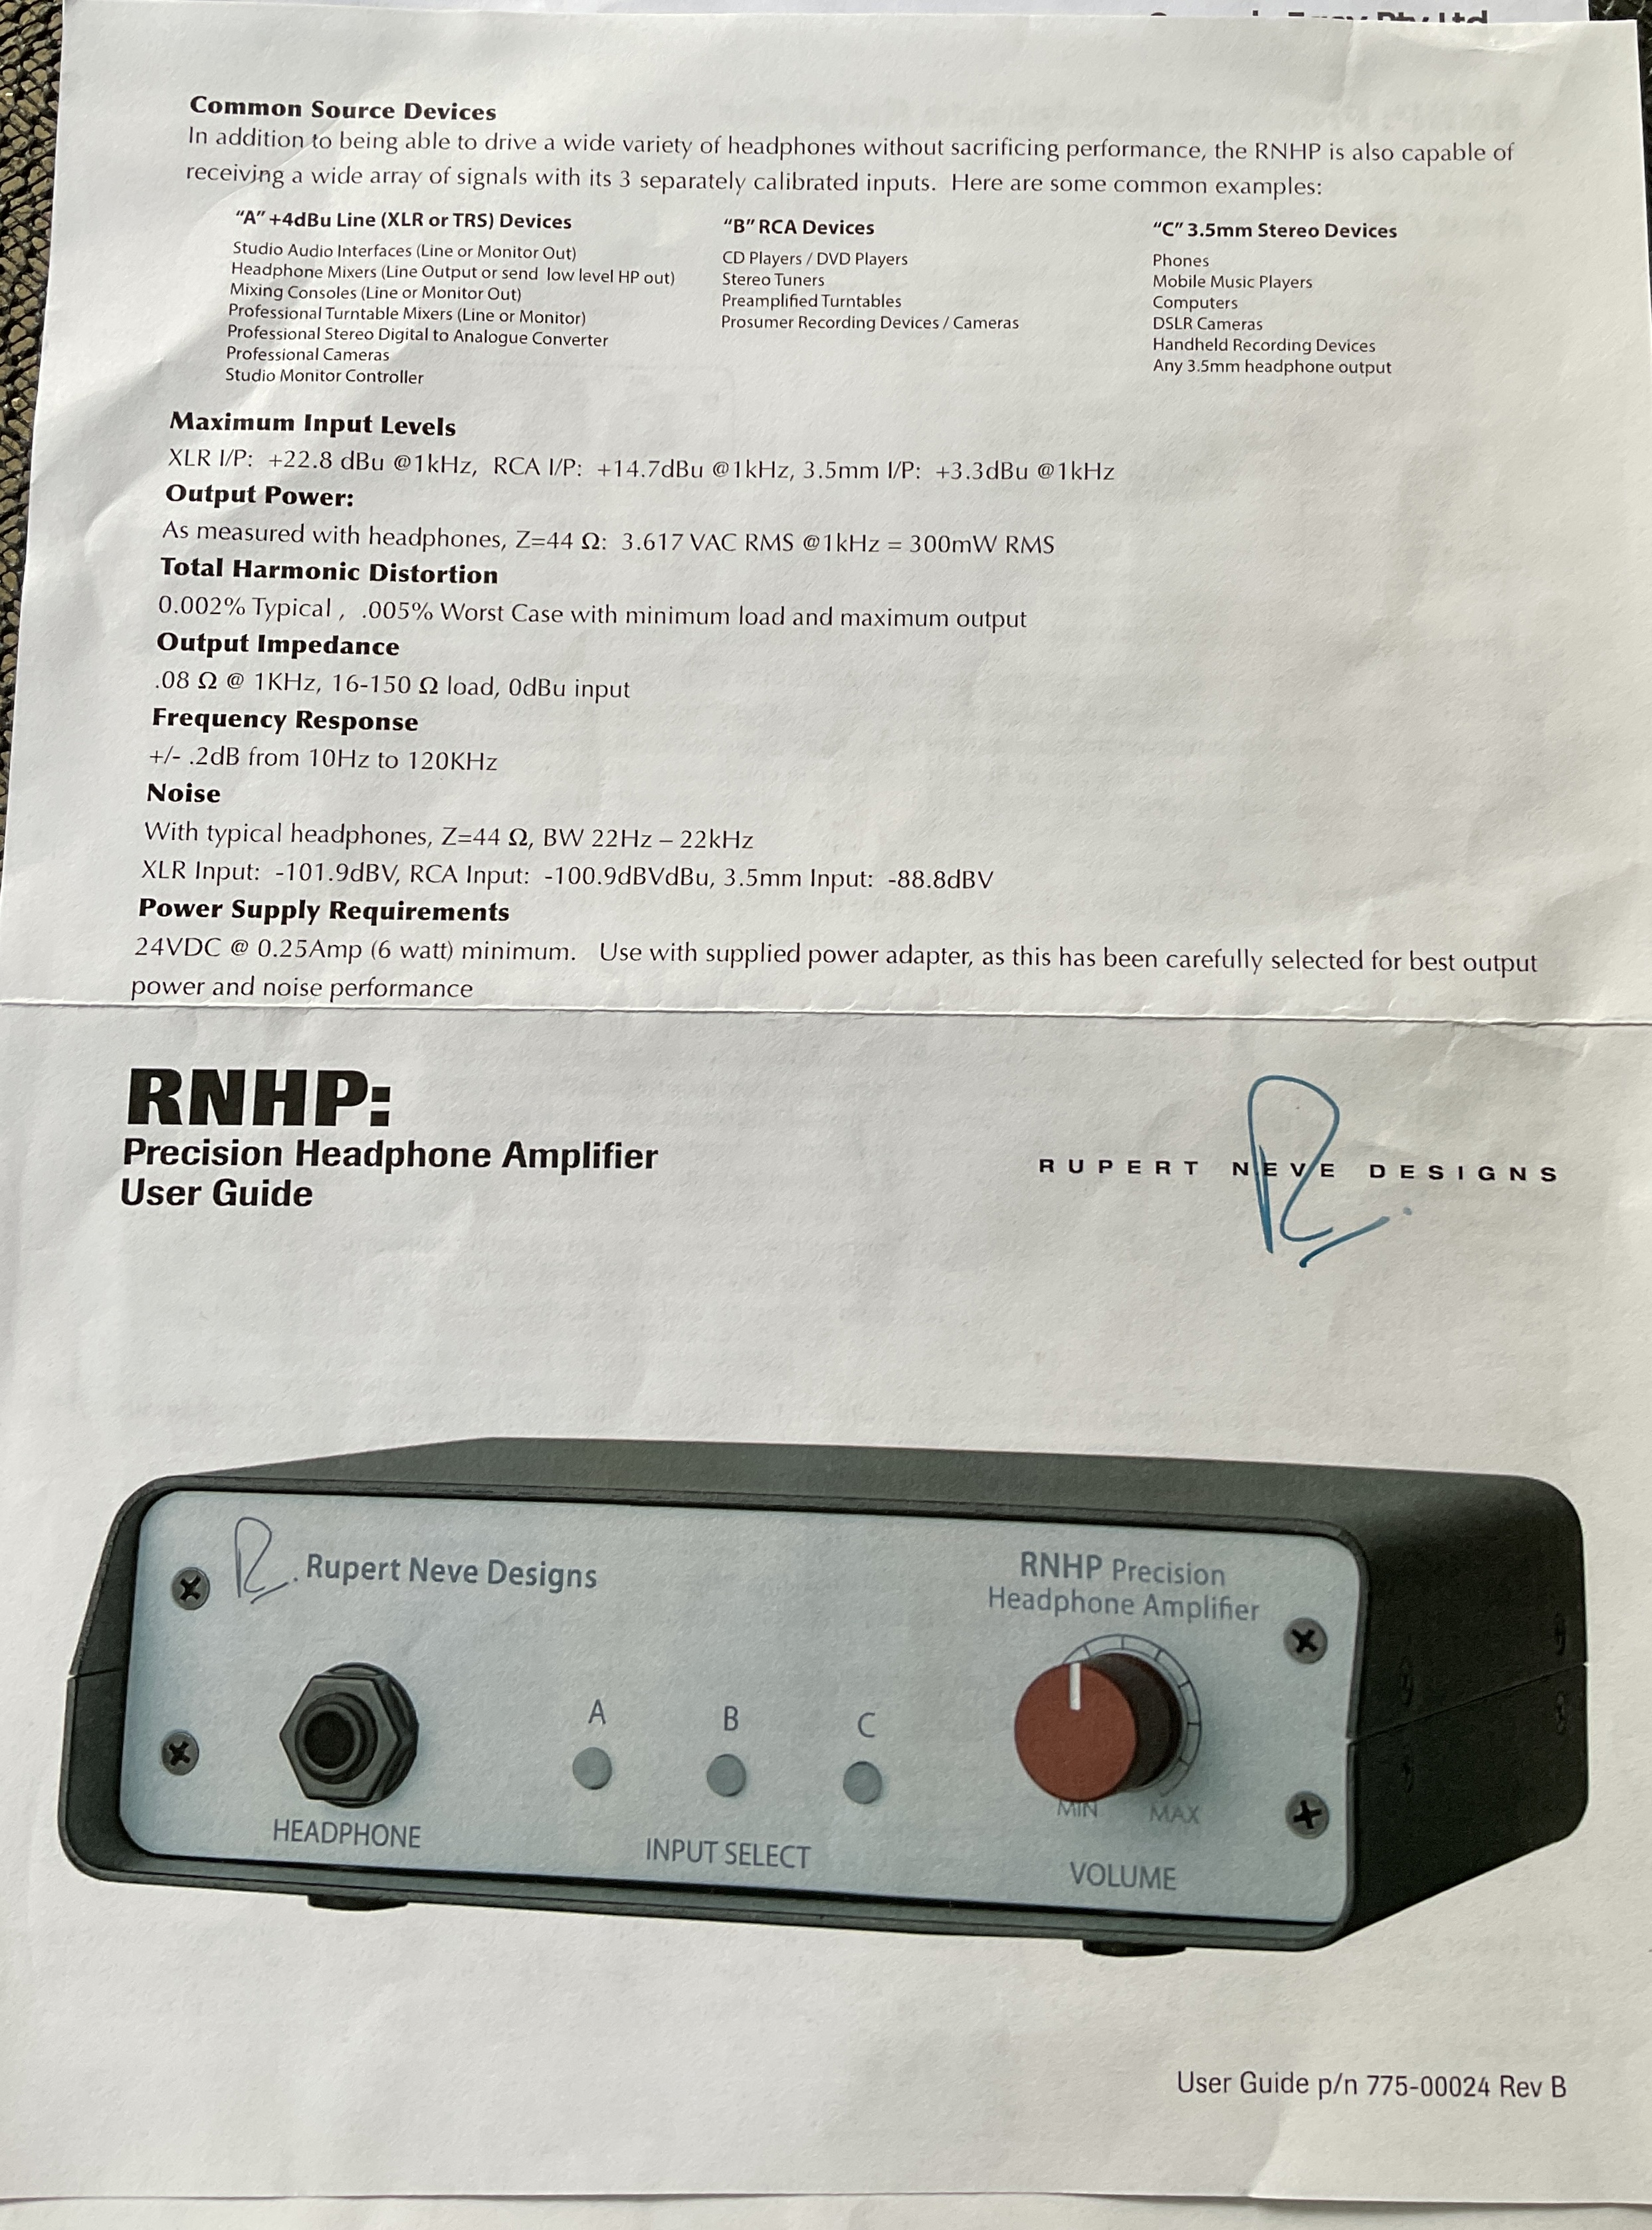 Pty Ltd
Common Source Devices
In addition to being able to drive a wide variety of headphones without sacrificing performance, the RNHP is also capable of
receiving a wide array of signals with its 3 separately calibrated inputs. Here are some common examples:
"A" +4dBu Line (XLR or TRS) Devices
Studio Audio Interfaces (Line or Monitor Out)
Headphone Mixers (Line Output or send low level HP out)
Mixing Consoles (Line or Monitor Out)
Professional Turntable Mixers (Line or Monitor)
Professional Stereo Digital to Analogue Converter
Professional Cameras
Studio Monitor Controller
"B" RCA Devices
CD Players / DVD Players
Stereo Tuners
Preamplified Turntables
Prosumer Recording Devices / Cameras
"C" 3.5mm Stereo Devices
Phones
Mobile Music Players
Computers
DSLR Cameras
Handheld Recording Devices
Any 3.5mm headphone output
Maximum Input Levels
XLR I/P: +22.8 dBu @1kHz, RCA I/P: +14.7dBu @1kHz, 3.5mm I/P: +3.3dBu @1kHz
Output Power:
As measured with headphones, Z=44 Ω: 3.617 VAC RMS @1kHz = 300mW RMS
Total Harmonic Distortion
0.002% Typical , .005% Worst Case with minimum load and maximum output
Output Impedance
.08 Ω @ 1KHz, 16-150 Ω load, 0dBu input
Frequency Response
+/- .2dB from 10Hz to 120KHz
Noise
With typical headphones, Z=44 Ω, BW 22Hz – 22kHz
XLR Input: -101.9dBV, RCA Input: -100.9dBVdBu, 3.5mm Input: -88.8dBV
Power Supply Requirements
24VDC @ 0.25Amp (6 watt) minimum. Use with supplied power adapter, as this has been carefully selected for best output
power and noise performance
RNHP:
Precision Headphone Amplifier
User Guide
RUPERT NEVE DESIGNS
R.
R. Rupert Neve Designs
RNHP Precision
Headphone Amplifier
A
B
C
MIN
MAX
HEADPHONE
INPUT SELECT
VOLUME
User Guide p/n 775-00024 Rev B